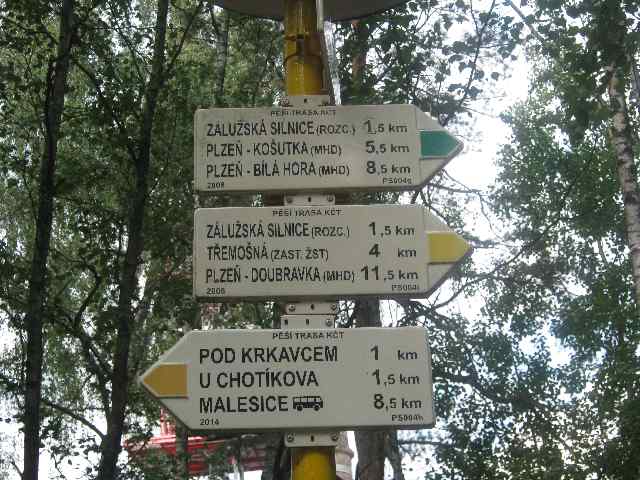 PĚŠÍ TRASA KČT
ZÁLUŽSKÁ SILNICE (ROZC.) 1,5 km
PLZEŇ - KOŠUTKA (MHD) 5,5 km
PLZEŇ - BÍLÁ HORA (MHD) 8,5 km
2008 PS004g
PĚŠÍ TRASA KČT
ZÁLUŽSKÁ SILNICE (ROZC.) 1,5 km
TŘEMOŠNÁ (ZAST. ŽST) 4 km
PLZEŇ - DOUBRAVKA (MHD) 11,5 km
2008 PS004i
PĚŠÍ TRASA KČT
POD KRKAVCEM 1 km
U CHOTÍKOVA 1,5 km
MALESICE 8,5 km
2014 PS004h